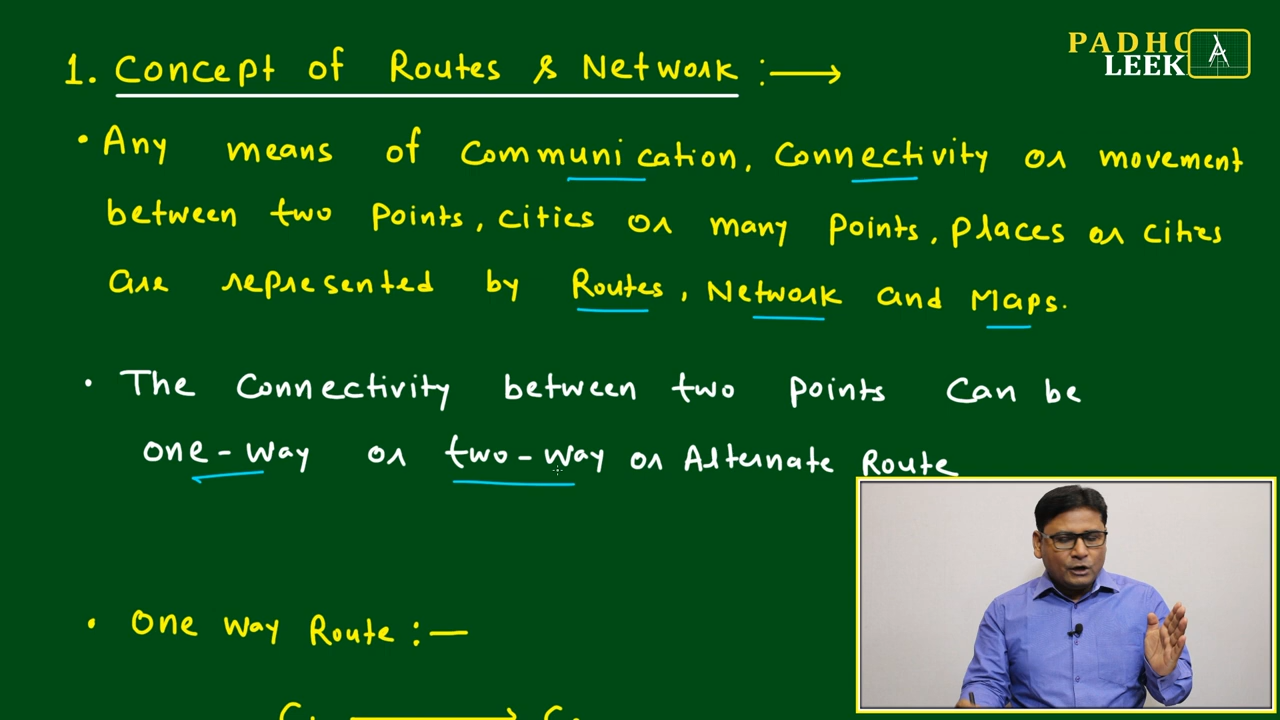 PADHO
LEEK
1. Concept of Routes & Network :⟶
• Any means of communication, connectivity or movement
between two points, cities or many points, places or cities
are represented by Routes, Network and Maps.
• The connectivity between two points can be
one-way or two-way or Alternate Route
• One way Route :—
C₁ ⟶ C₂